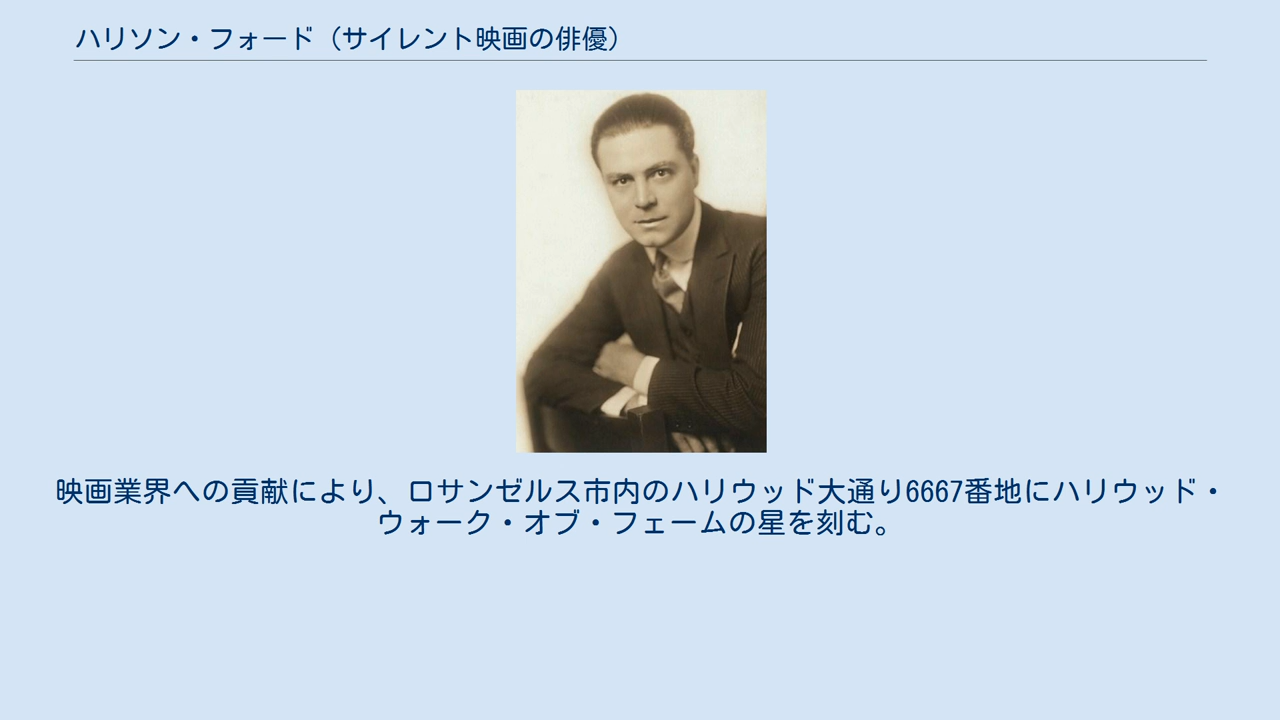 ハリソン・フォード（サイレント映画の俳優）
映画業界への貢献により、ロサンゼルス市内のハリウッド大通り6667番地にハリウッド・
ウォーク・オブ・フェームの星を刻む。